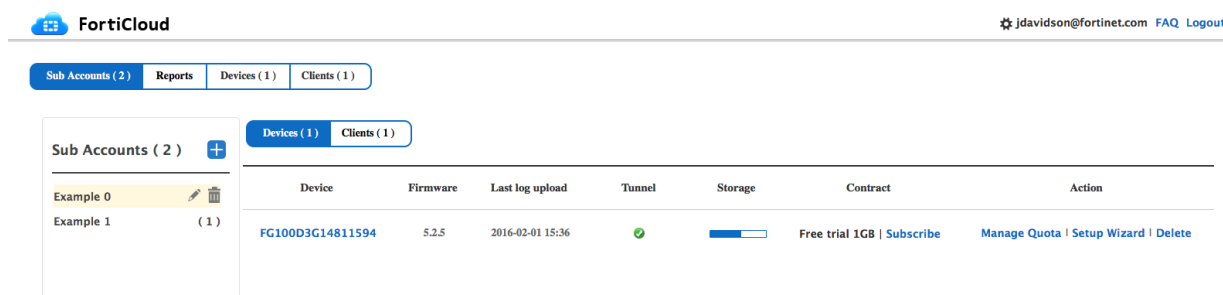 FortiCloud
jdavidson@fortinet.com FAQ Logout
Sub Accounts ( 2 ) Reports Devices ( 1 ) Clients ( 1 )
Sub Accounts ( 2 )
Devices ( 1 ) Clients ( 1 )
Device Firmware Last log upload Tunnel Storage Contract Action
Example 0
Example 1 ( 1 )
FG100D3G14811594 5.2.5 2016-02-01 15:36 Free trial 1GB | Subscribe Manage Quota | Setup Wizard | Delete